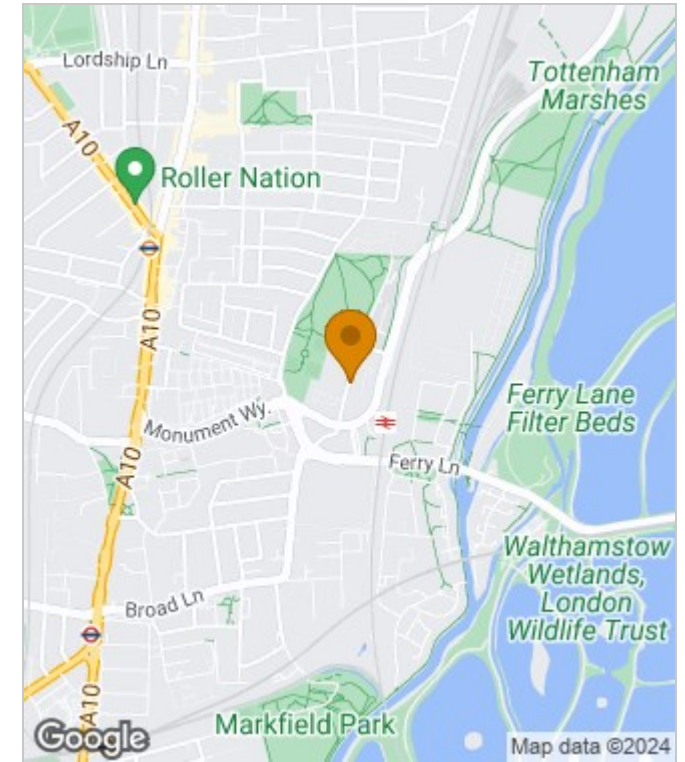 Lordship Ln
Tottenham
Marshes
A10
Roller Nation
A10
Monument Wy.
Ferry Lane
Filter Beds
A10
Ferry Ln
Walthamstow
Wetlands,
London
Wildlife Trust
Broad Ln
A10
Markfield Park
Google
Map data ©2024